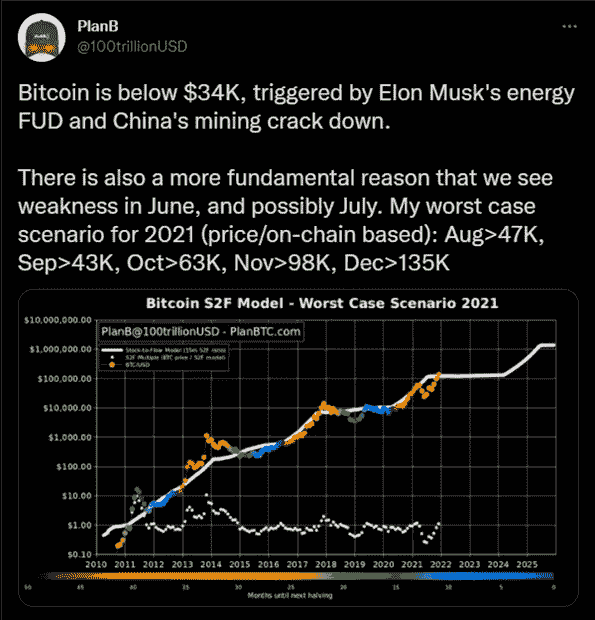 PlanB
@100trillionUSD
Bitcoin is below $34K, triggered by Elon Musk's energy
FUD and China's mining crack down.
There is also a more fundamental reason that we see
weakness in June, and possibly July. My worst case
scenario for 2021 (price/on-chain based): Aug>47K,
Sep>43K, Oct>63K, Nov>98K, Dec>135K
Bitcoin S2F Model - Worst Case Scenario 2021
PlanB@100trillionUSD - PlanBTC.com
Stock-to-Flow Model (15m S2F ratio)
S2F Multiple (BTC price / S2F market)
BTC/USD
$10,000,000.00
$1,000,000.00
$100,000.00
$10,000.00
$1,000.00
$100.00
$10.00
$1.00
$0.10
2010 2011 2012 2013 2014 2015 2016 2017 2018 2019 2020 2021 2022 2023 2024 2025
50 45 40 35 30 25 20 15 10 5 0
Months until next halving